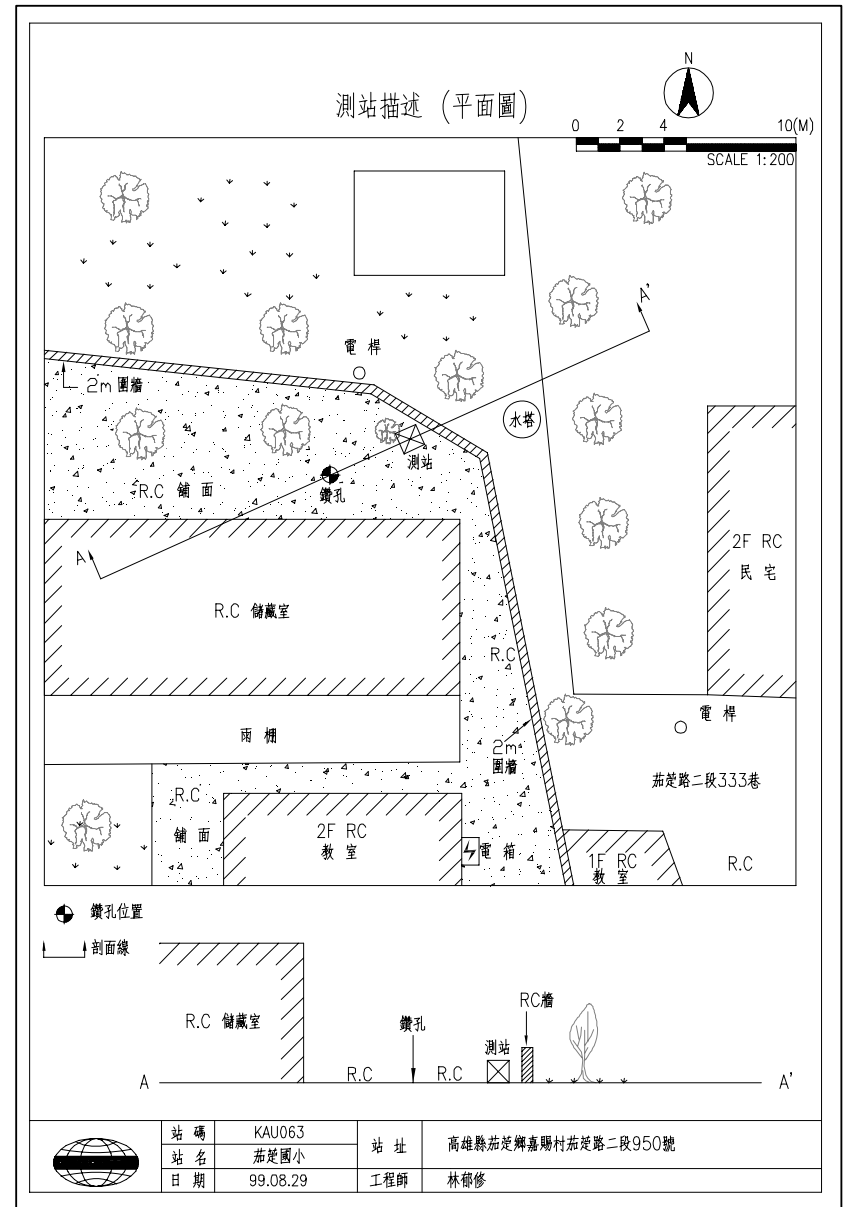 測站描述 (平面圖)
N
0 2 4 10(M)
SCALE 1:200
A'
電桿
2m 圍牆
水塔
測站
R.C 舖面
鑽孔
2F RC
民宅
A
R.C 儲藏室
R.C
雨棚
電桿
2m
圍牆
茄萣路二段333巷
R.C
舖面
2F RC
教室
電箱
1F RC
教室
R.C
鑽孔位置
剖面線
R.C 儲藏室
RC牆
鑽孔
測站
A R.C R.C A'
站碼 KAU063
站址 高雄縣茄萣鄉嘉賜村茄萣路二段950號
站名 茄萣國小
日期 99.08.29
工程師 林郁修